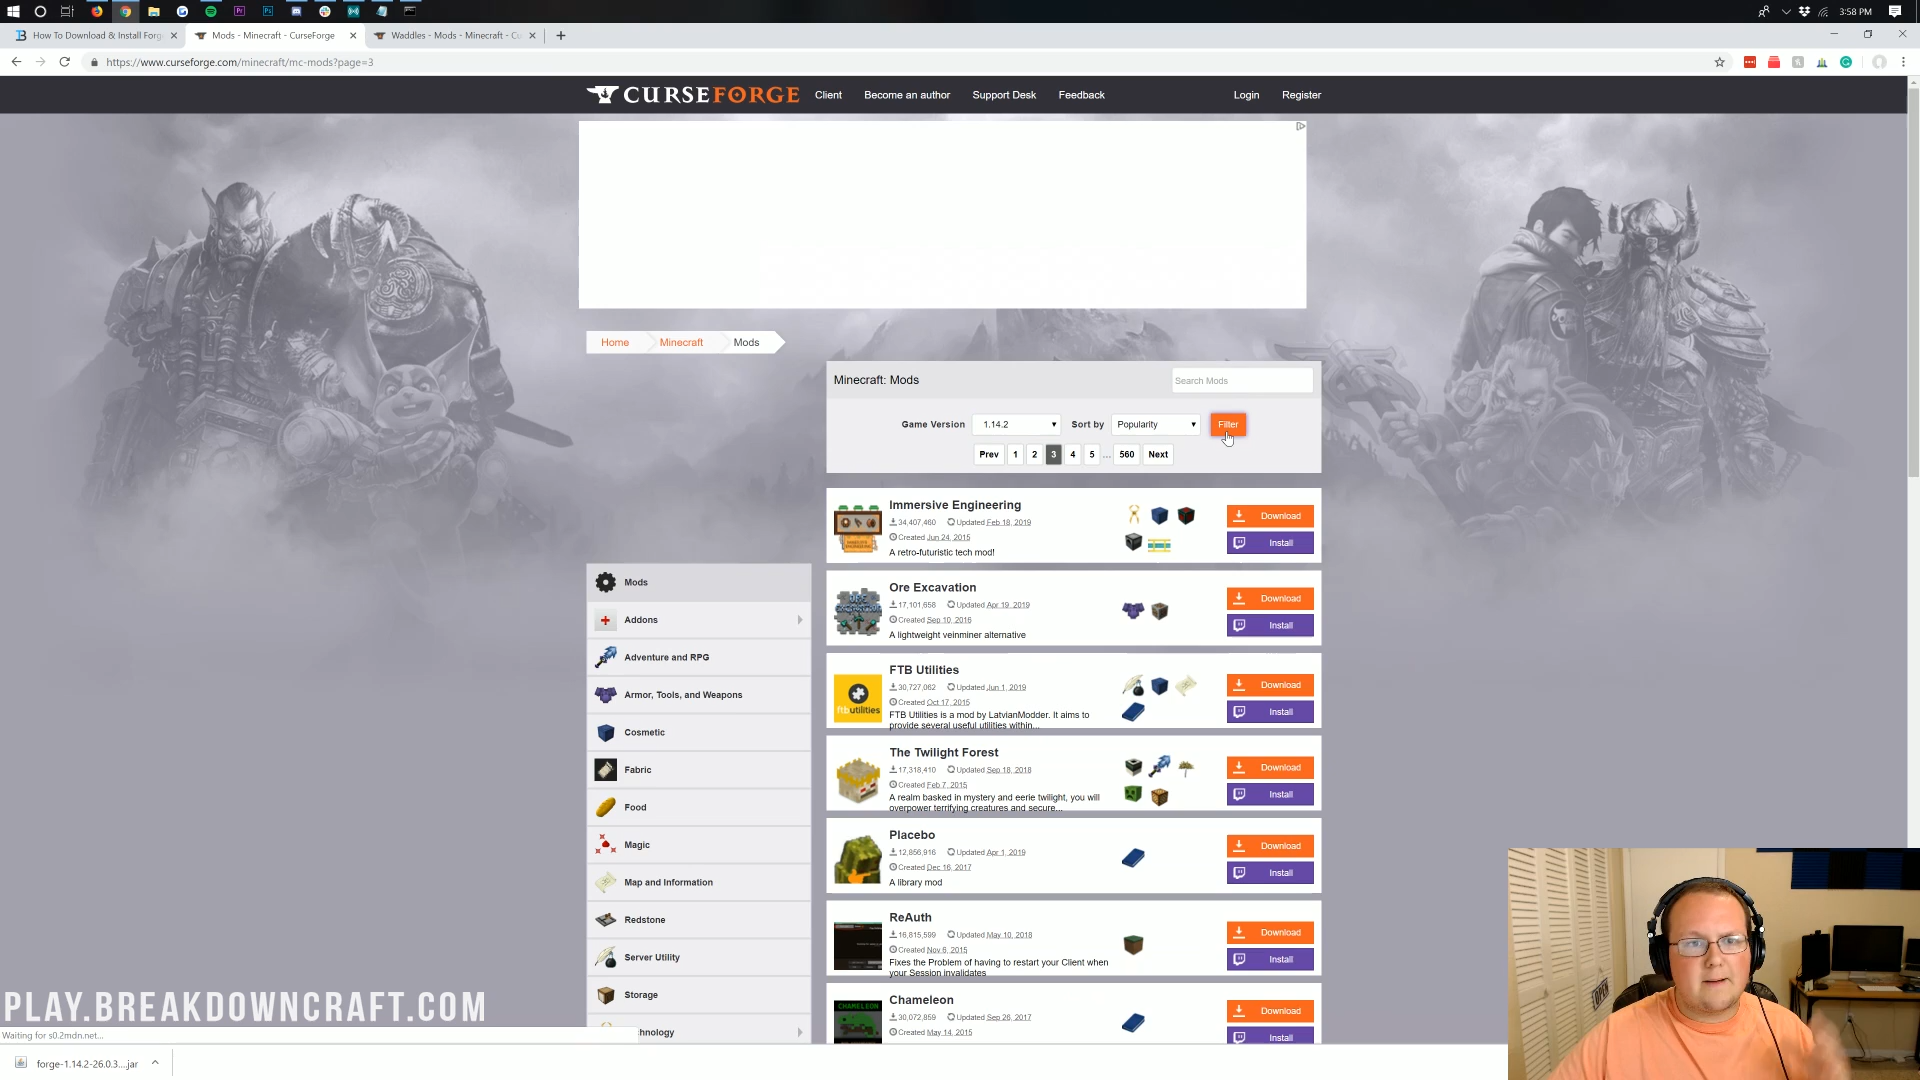 3:58 PM
How To Download & Install Forg
Mods - Minecraft - CurseForge
Waddles - Mods - Minecraft - Cu
https://www.curseforge.com/minecraft/mc-mods?page=3
CURSEFORGE
Client
Become an author
Support Desk
Feedback
Login
Register
Home
Minecraft
Mods
Minecraft: Mods
Search Mods
Game Version
1.14.2
Sort by
Popularity
Filter
Prev 1 2 3 4 5 ... 560 Next
Immersive Engineering
34,407,460 Updated Feb 18, 2019
Created Jun 24, 2015
A retro-futuristic tech mod!
Download
Install
Ore Excavation
17,101,658 Updated Apr 19, 2019
Created Sep 10, 2016
A lightweight veinminer alternative
Download
Install
FTB Utilities
30,727,062 Updated Jun 1, 2019
Created Oct 17, 2015
FTB Utilities is a mod by LatvianModder. It aims to
provide several useful utilities within...
ftbutilities
Download
Install
The Twilight Forest
17,318,410 Updated Sep 18, 2018
Created Feb 7, 2015
A realm basked in mystery and eerie twilight, you will
overpower terrifying creatures and secure...
Download
Install
Placebo
12,856,916 Updated Apr 1, 2019
Created Dec 16, 2017
A library mod
Download
Install
ReAuth
16,815,599 Updated May 10, 2018
Created Nov 6, 2015
Fixes the Problem of having to restart your Client when
your Session invalidates
Download
Install
Chameleon
30,072,859 Updated Sep 26, 2017
Created May 14, 2015
CHAMELEON
Download
Install
Mods
Addons
Adventure and RPG
Armor, Tools, and Weapons
Cosmetic
Fabric
Food
Magic
Map and Information
Redstone
Server Utility
Storage
hnology
PLAY.BREAKDOWNCRAFT.COM
Waiting for s0.2mdn.net...
forge-1.14.2-26.0.3....jar
OPEN